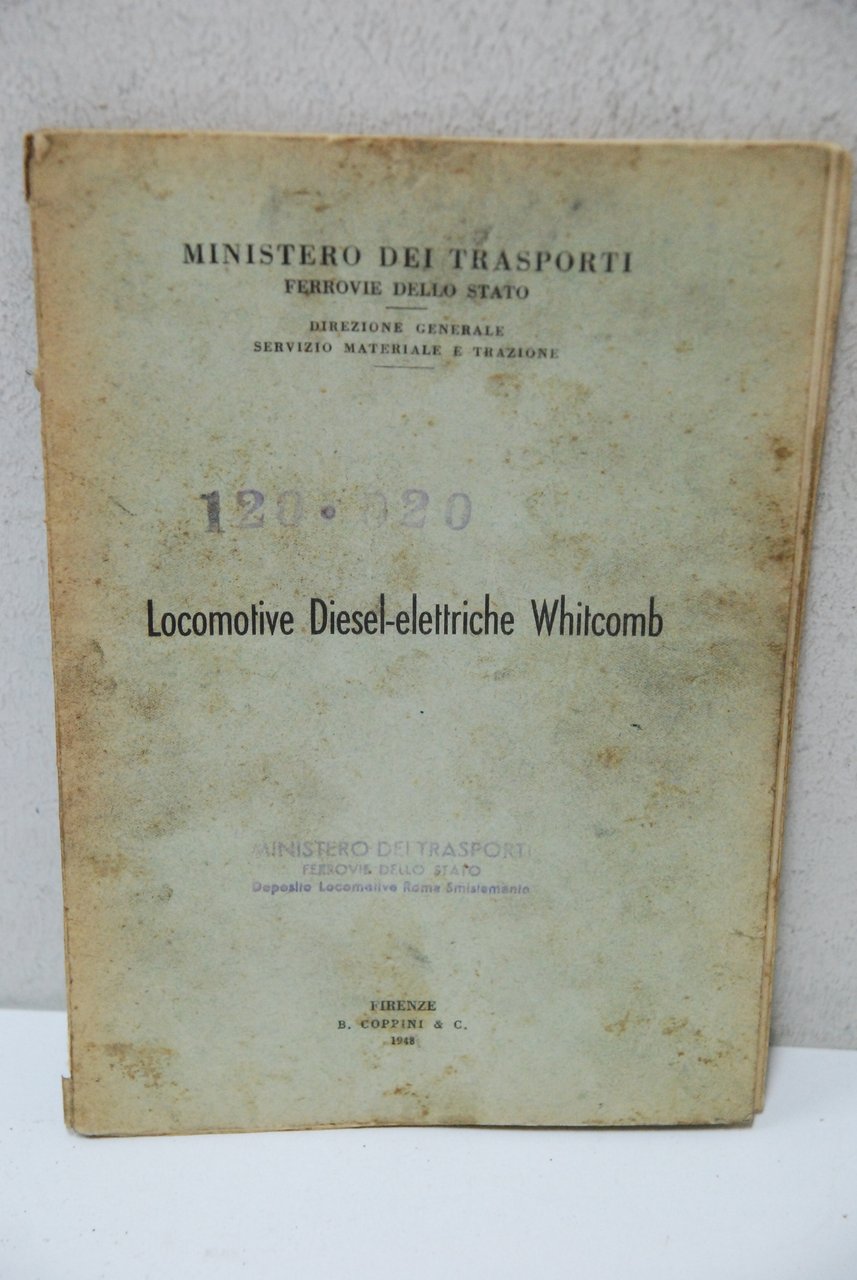 MINISTERO DEI TRASPORTI
FERROVIE DELLO STATO
DIREZIONE GENERALE
SERVIZIO MATERIALE E TRAZIONE
120.020
Locomotive Diesel-elettriche Whitcomb
MINISTERO DEI TRASPORTI
FERROVIE DELLO STATO
Deposito Locomotive Roma Smistamento
FIRENZE
B. COPPINI & C.
1948